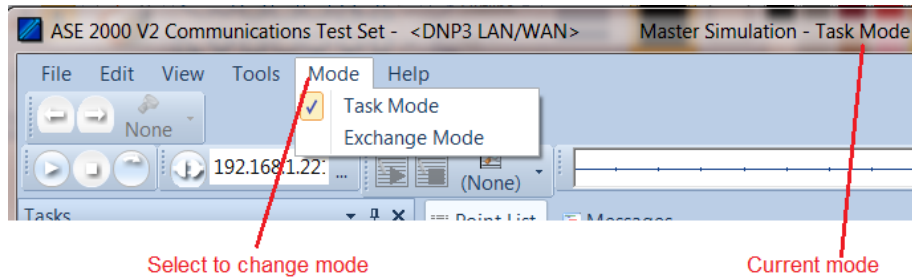 ASE 2000 V2 Communications Test Set - <DNP3 LAN/WAN> Master Simulation - Task Mode
File Edit View Tools Mode Help
Task Mode
None
Exchange Mode
192.168.1.22 ...
(None)
Tasks Point List Messages
Select to change mode Current mode